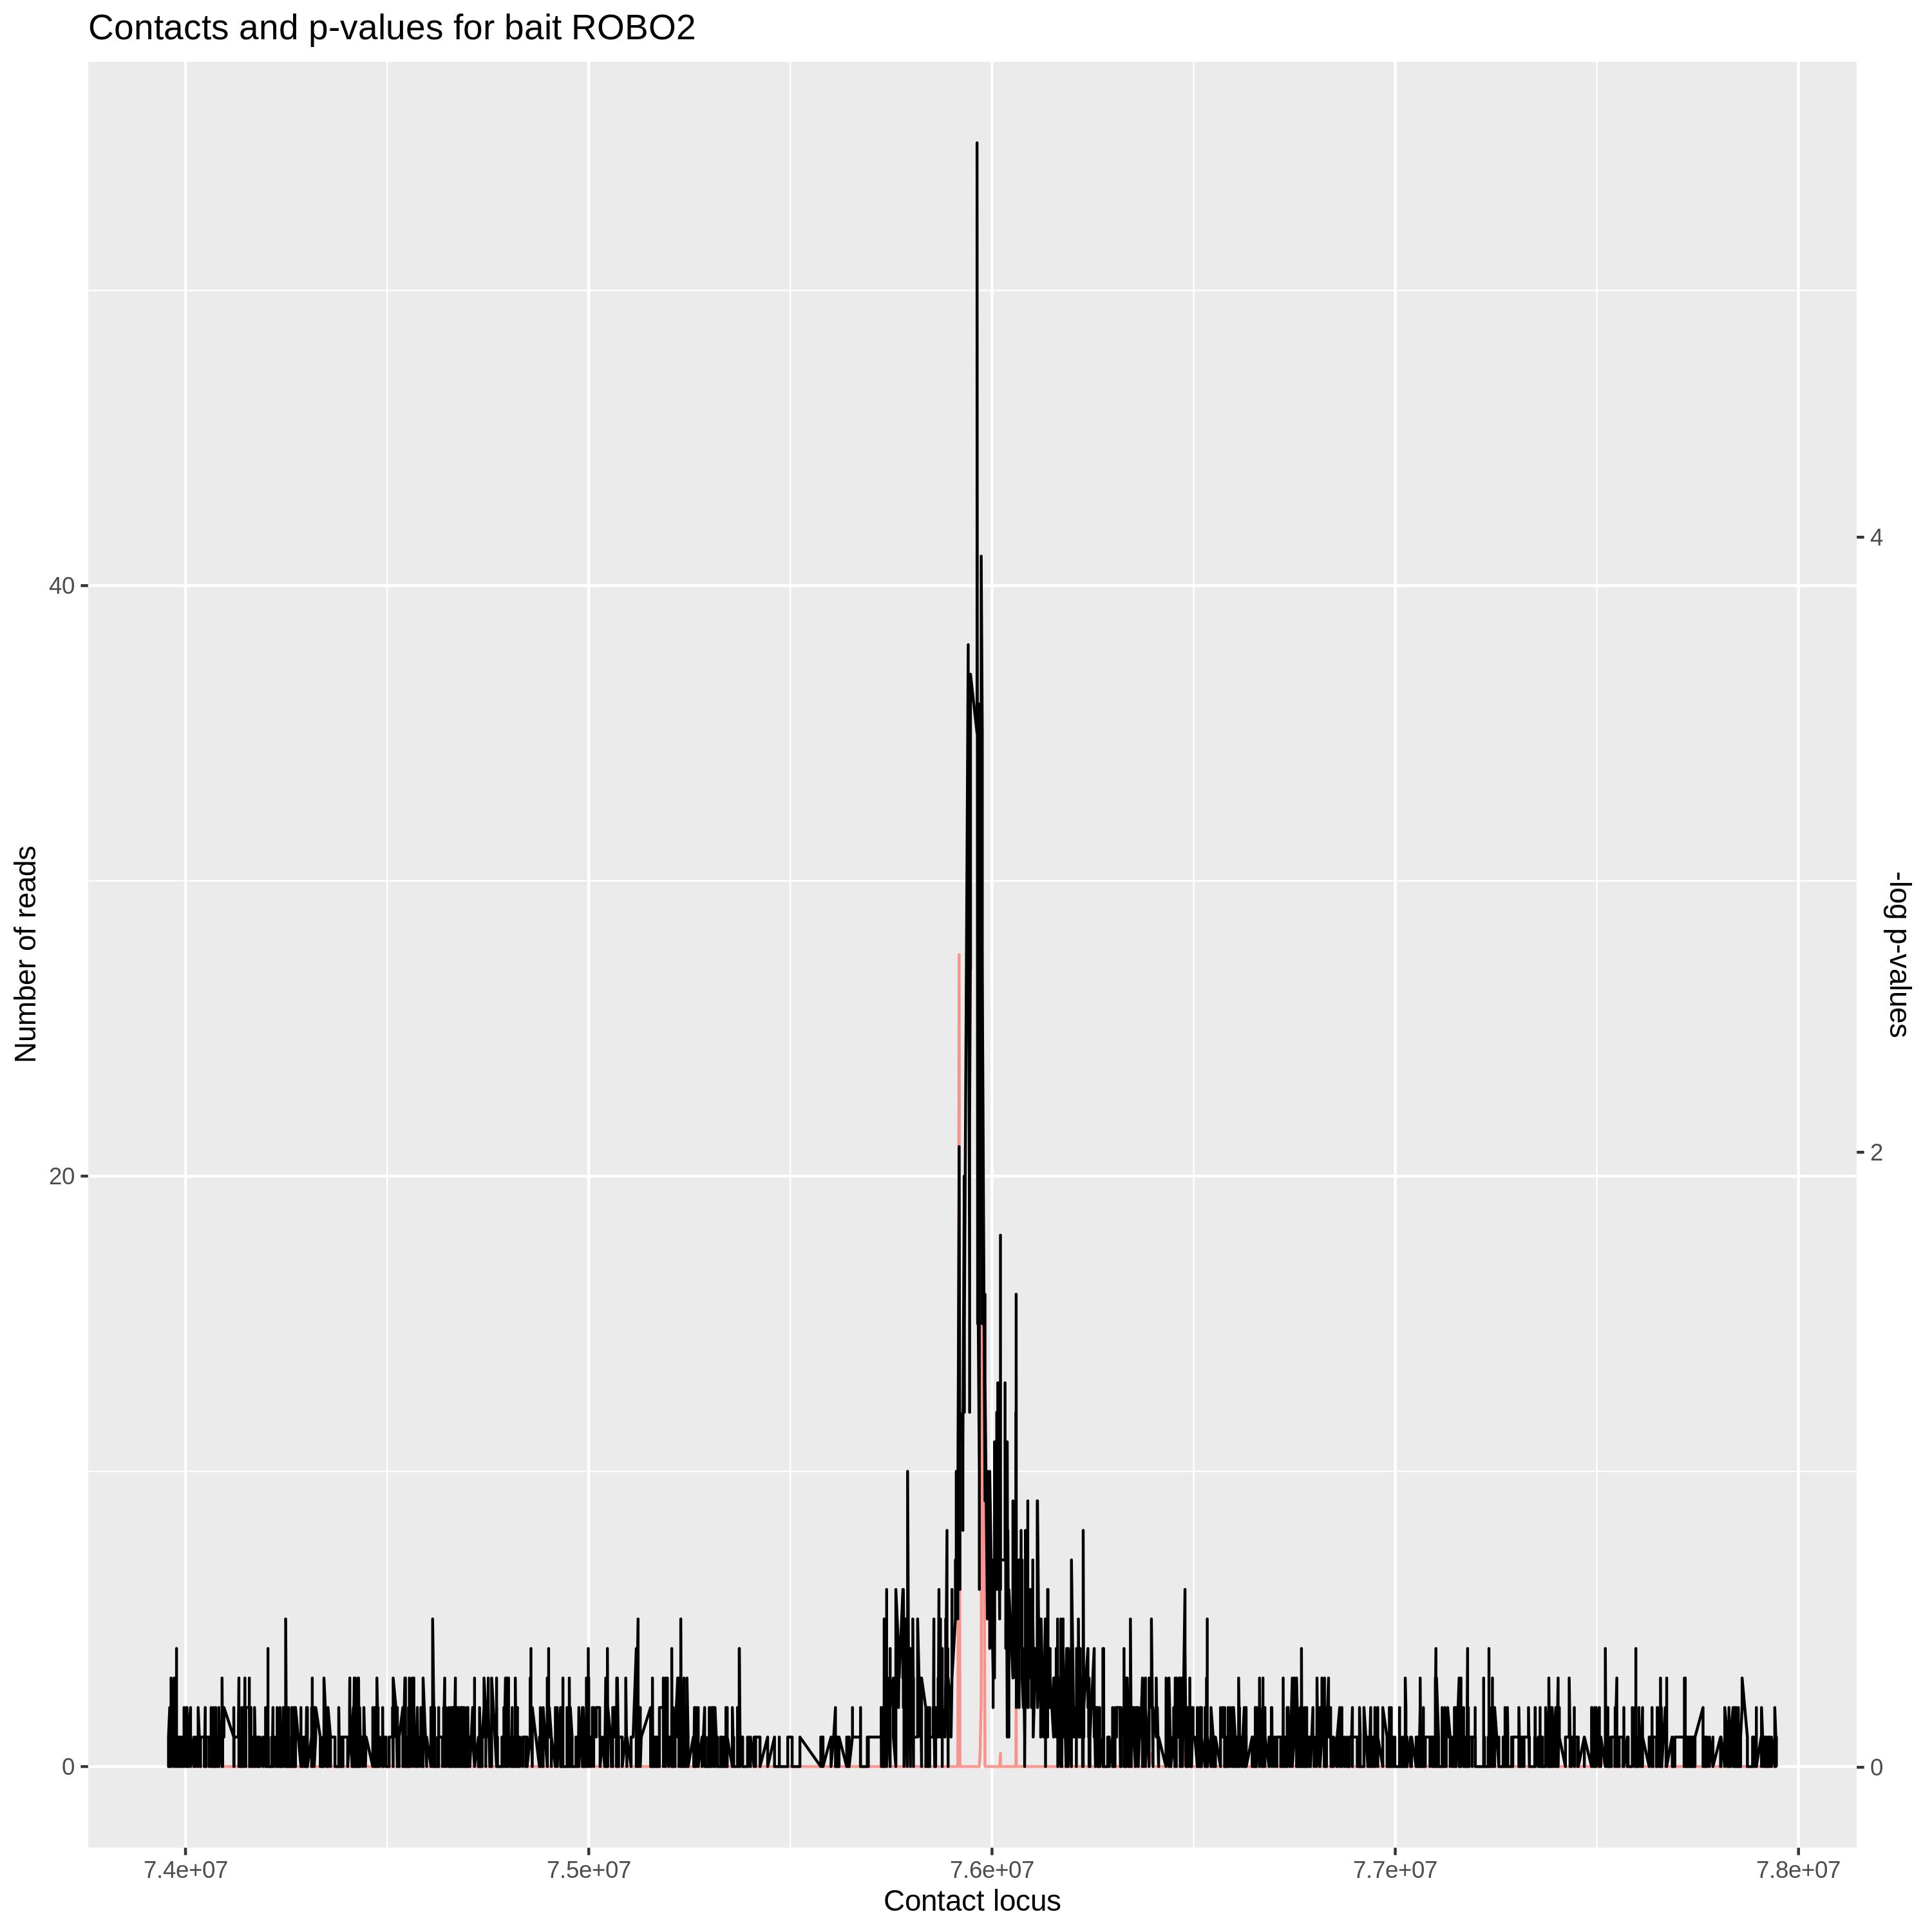 Contacts and p-values for bait ROBO2
Number of reads
40
20
0
-log p-values
4
2
0
7.4e+07 7.5e+07 7.6e+07 7.7e+07 7.8e+07
Contact locus